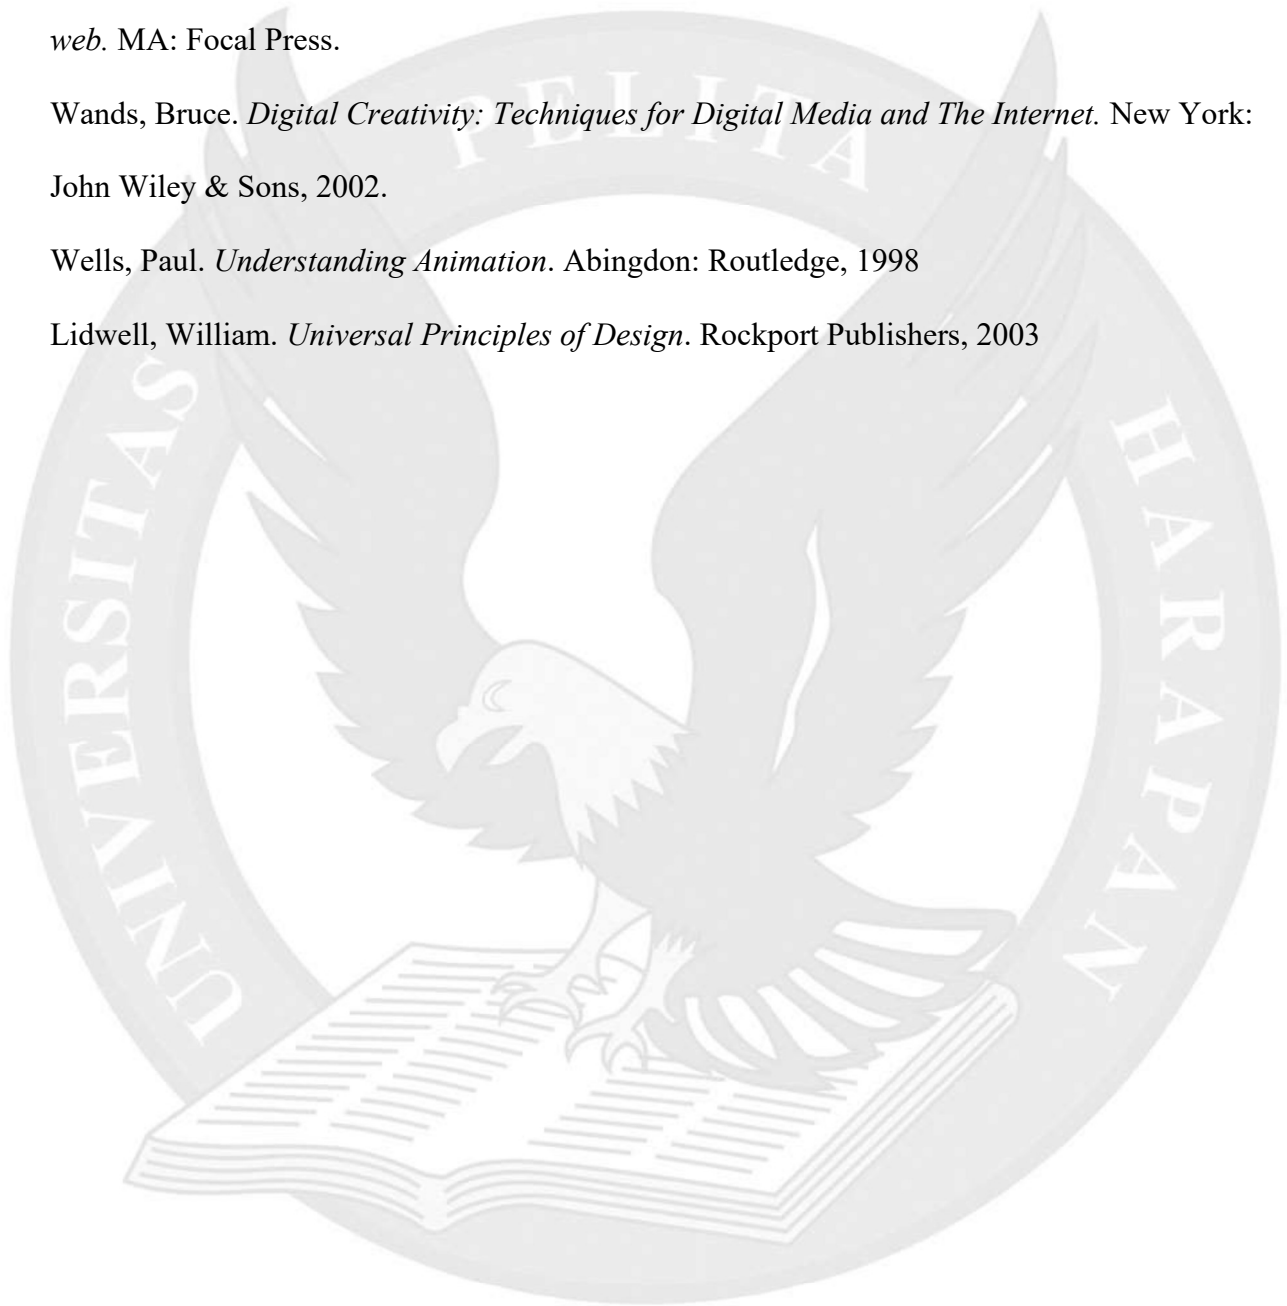 web. MA: Focal Press.
Wands, Bruce. Digital Creativity: Techniques for Digital Media and The Internet. New York:
John Wiley & Sons, 2002.
Wells, Paul. Understanding Animation. Abingdon: Routledge, 1998
Lidwell, William. Universal Principles of Design. Rockport Publishers, 2003
UNIVERSITAS PELITA HARAPAN